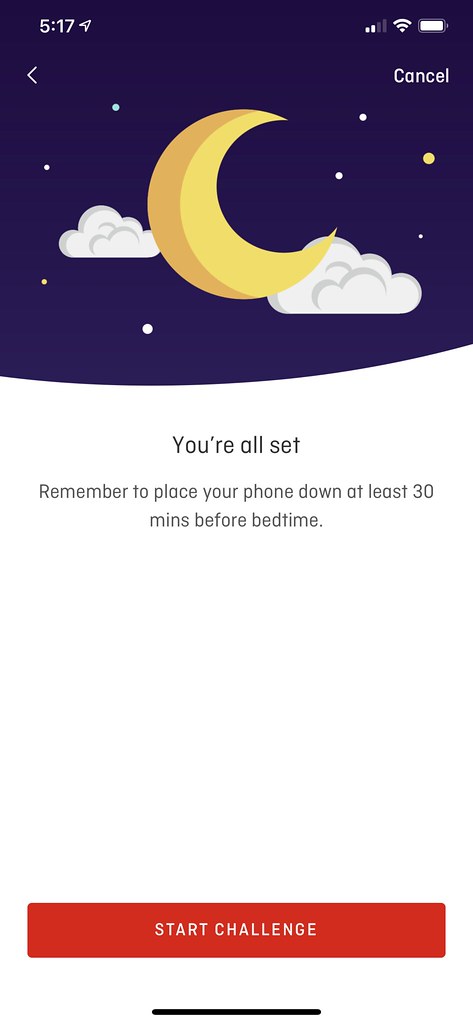 5:17
Cancel
You're all set
Remember to place your phone down at least 30
mins before bedtime.
START CHALLENGE